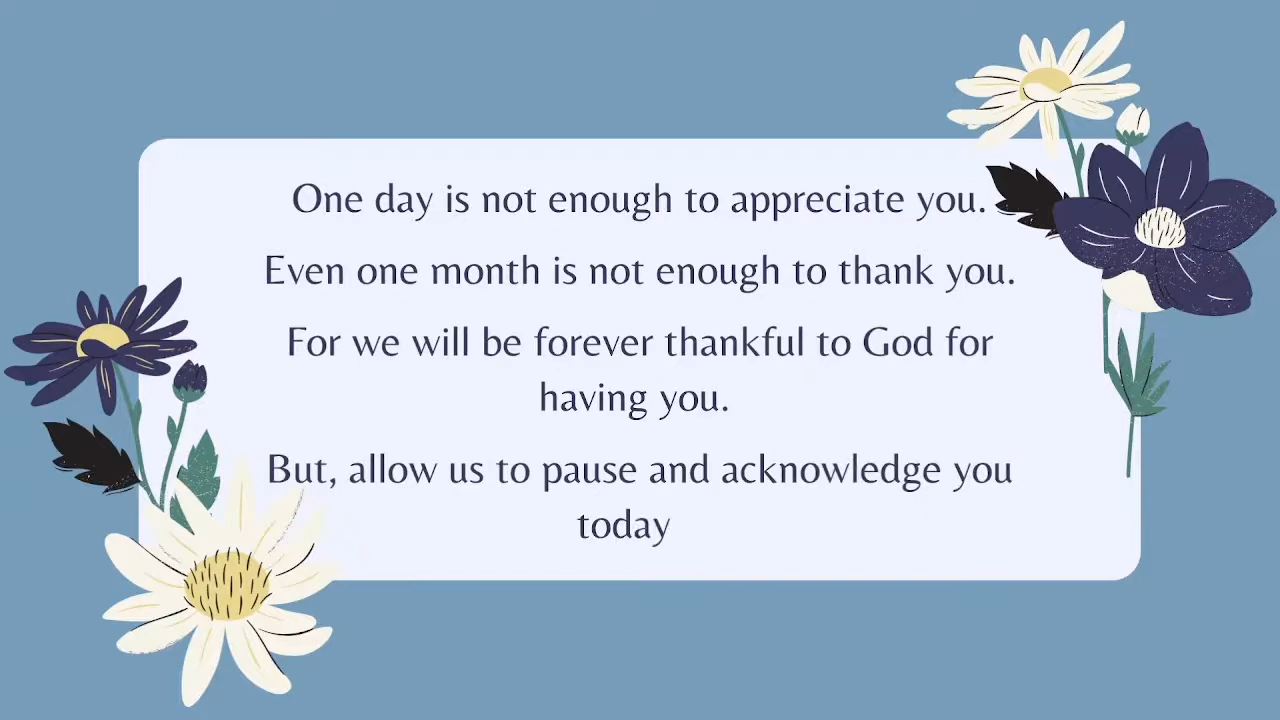 One day is not enough to appreciate you.
Even one month is not enough to thank you.
For we will be forever thankful to God for
having you.
But, allow us to pause and acknowledge you
today